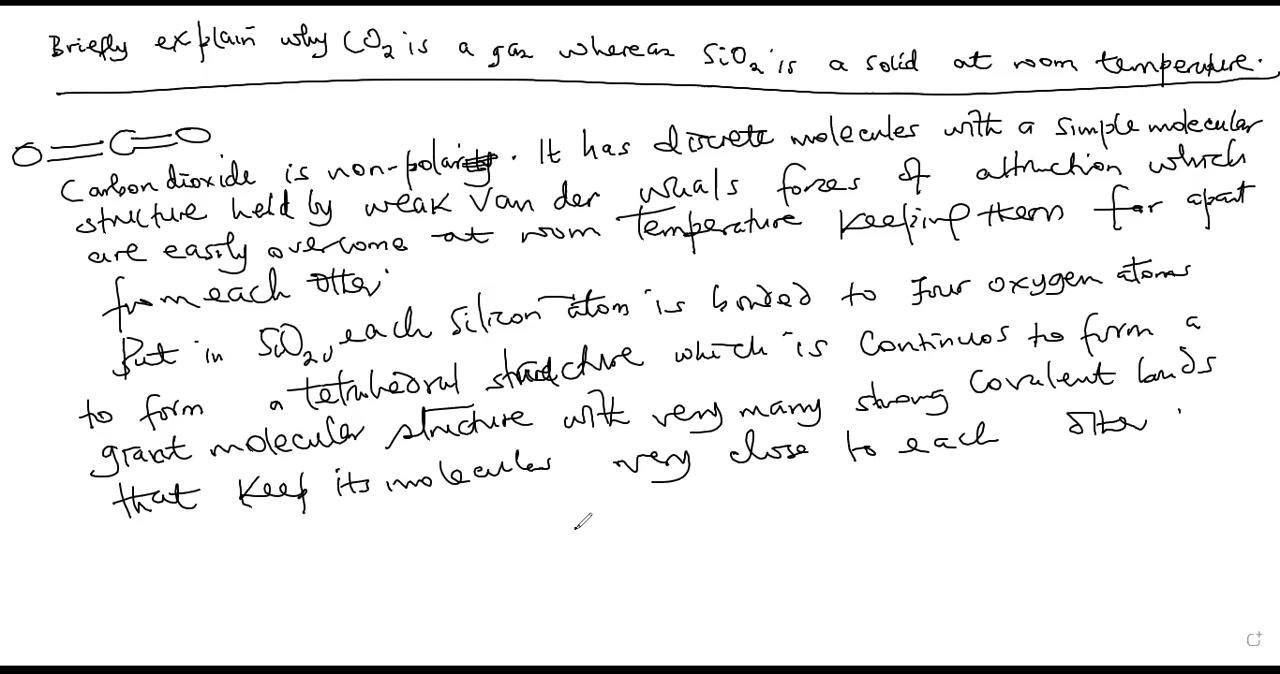 Briefly explain why CO₂ is a gas whereas SiO₂ is a solid at room temperature.
O=C=O
Carbondioxide is non-polar. It has discrete molecules with a simple molecular
structure held by weak Van der waals forces of attraction which
are easily overcome at room temperature keeping them far apart
from each other.
But in SiO₂, each silicon atom is bonded to four oxygen atoms
to form a tetrahedral structure which is continuos to form a
giant molecular structure with very many strong covalent bonds
that keep its molecules very close to each other.